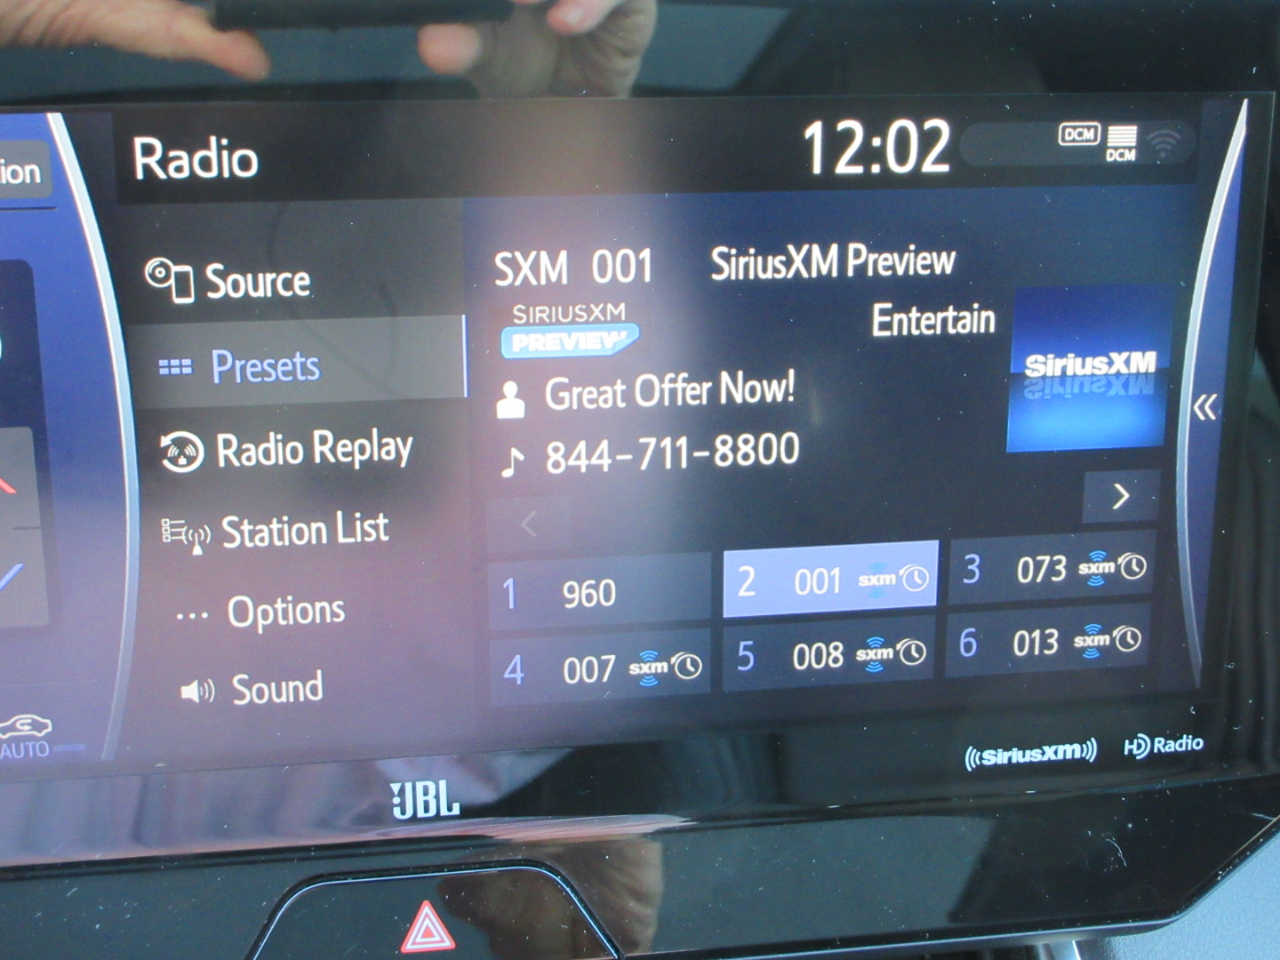 ion
Radio
12:02
DCM
DCM
Source
Presets
Radio Replay
Station List
Options
Sound
SXM 001 SiriusXM Preview
SIRIUSXM
PREVIEW
Entertain
SiriusXM
Great Offer Now!
844-711-8800
1 960
2 001 sxm
3 073 sxm
4 007 sxm
5 008 sxm
6 013 sxm
AUTO
((SiriusXM))
HD Radio
JBL